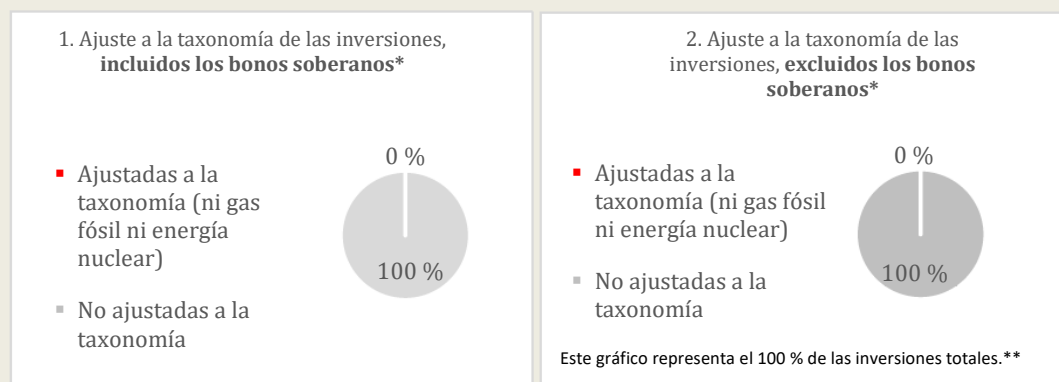 1. Ajuste a la taxonomía de las inversiones,
incluidos los bonos soberanos*
Ajustadas a la
taxonomía (ni gas
fósil ni energía
nuclear)
No ajustadas a la
taxonomía
0 %
100 %
2. Ajuste a la taxonomía de las
inversiones, excluidos los bonos
soberanos*
Ajustadas a la
taxonomía (ni gas fósil
ni energía nuclear)
No ajustadas a la
taxonomía
0 %
100 %
Este gráfico representa el 100 % de las inversiones totales.**